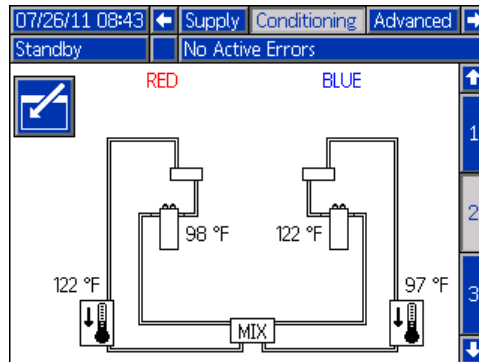 07/26/11 08:43 Supply Conditioning Advanced
Standby No Active Errors
RED BLUE
1
98 °F 122 °F
2
122 °F 97 °F
3
MIX